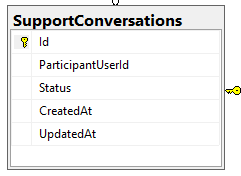 SupportConversations
Id
ParticipantUserId
Status
CreatedAt
UpdatedAt